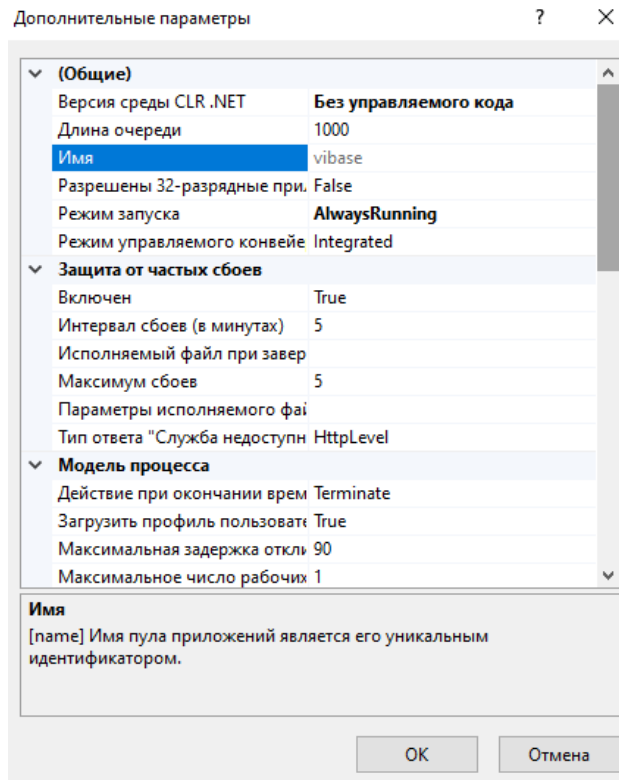 Дополнительные параметры ? ×
(Общие)
Версия среды CLR .NET Без управляемого кода
Длина очереди 1000
Имя vibase
Разрешены 32-разрядные при. False
Режим запуска AlwaysRunning
Режим управляемого конвейе Integrated
Защита от частых сбоев
Включен True
Интервал сбоев (в минутах) 5
Исполняемый файл при завер
Максимум сбоев 5
Параметры исполняемого фай
Тип ответа "Служба недоступн HttpLevel
Модель процесса
Действие при окончании врем Terminate
Загрузить профиль пользовате True
Максимальная задержка откли 90
Максимальное число рабочих 1
Имя
[name] Имя пула приложений является его уникальным
идентификатором.
ОК Отмена